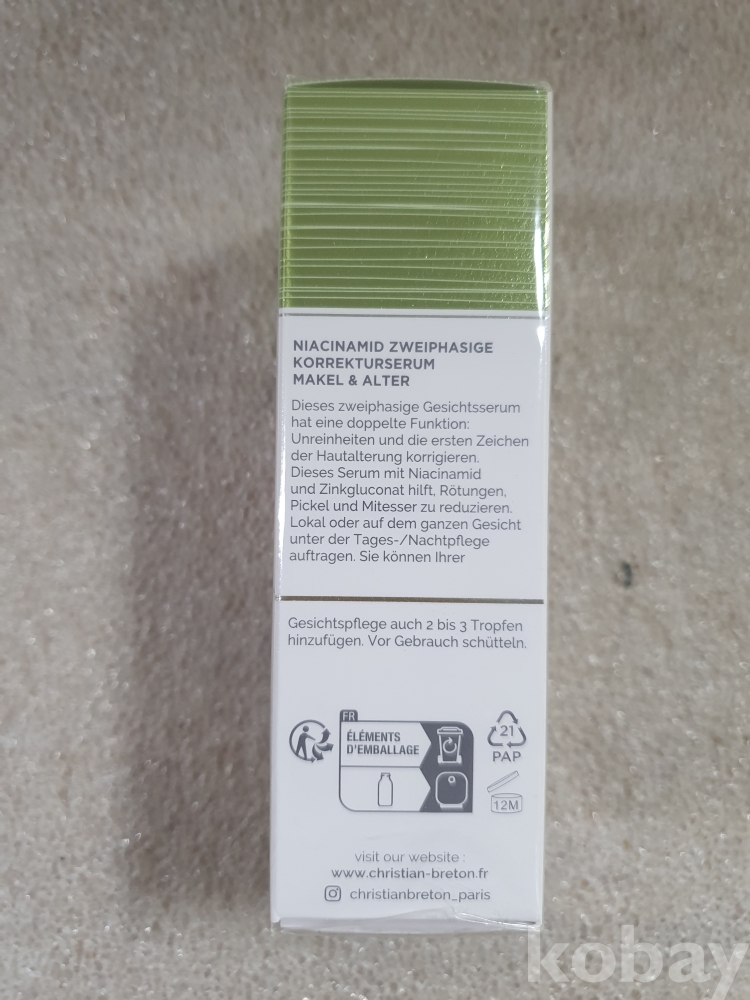 NIACINAMID ZWEIPHASIGE
KORREKTURSERUM
MAKEL & ALTER
Dieses zweiphasige Gesichtsserum
hat eine doppelte Funktion:
Unreinheiten und die ersten Zeichen
der Hautalterung korrigieren.
Dieses Serum mit Niacinamid
und Zinkgluconat hilft, Rötungen,
Pickel und Mitesser zu reduzieren.
Lokal oder auf dem ganzen Gesicht
unter der Tages-/Nachtpflege
auftragen. Sie können Ihrer
Gesichtspflege auch 2 bis 3 Tropfen
hinzufügen. Vor Gebrauch schütteln.
FR
ÉLÉMENTS
D'EMBALLAGE
21
PAP
12M
visit our website :
www.christian-breton.fr
christianbreton_paris
kobay